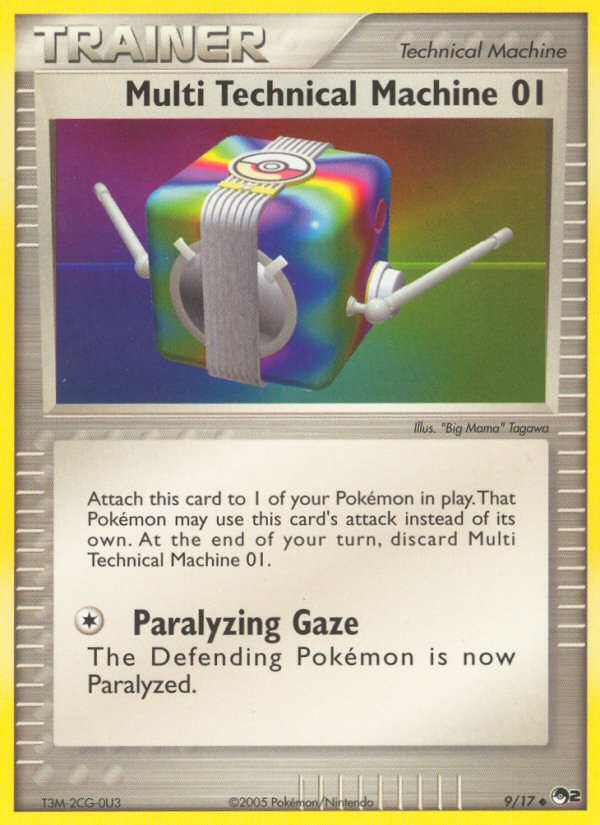 TRAINER
Technical Machine
Multi Technical Machine 01
Illus. "Big Mama" Tagawa
Attach this card to 1 of your Pokémon in play. That
Pokémon may use this card's attack instead of its
own. At the end of your turn, discard Multi
Technical Machine 01.
Paralyzing Gaze
The Defending Pokémon is now
Paralyzed.
T3M-2CG-0U3
©2005 Pokémon/Nintendo
9/17
2